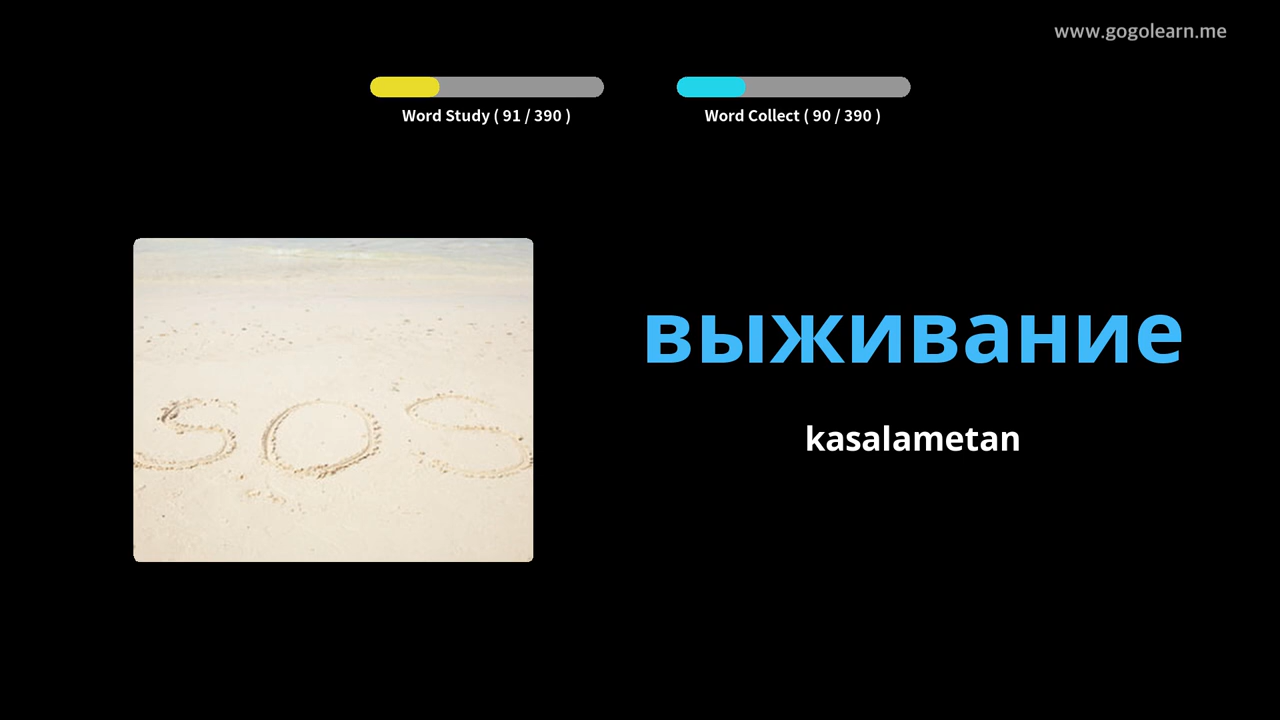 www.gogolearn.me
Word Study ( 91 / 390 )
Word Collect ( 90 / 390 )
SOS
выживание
kasalametan